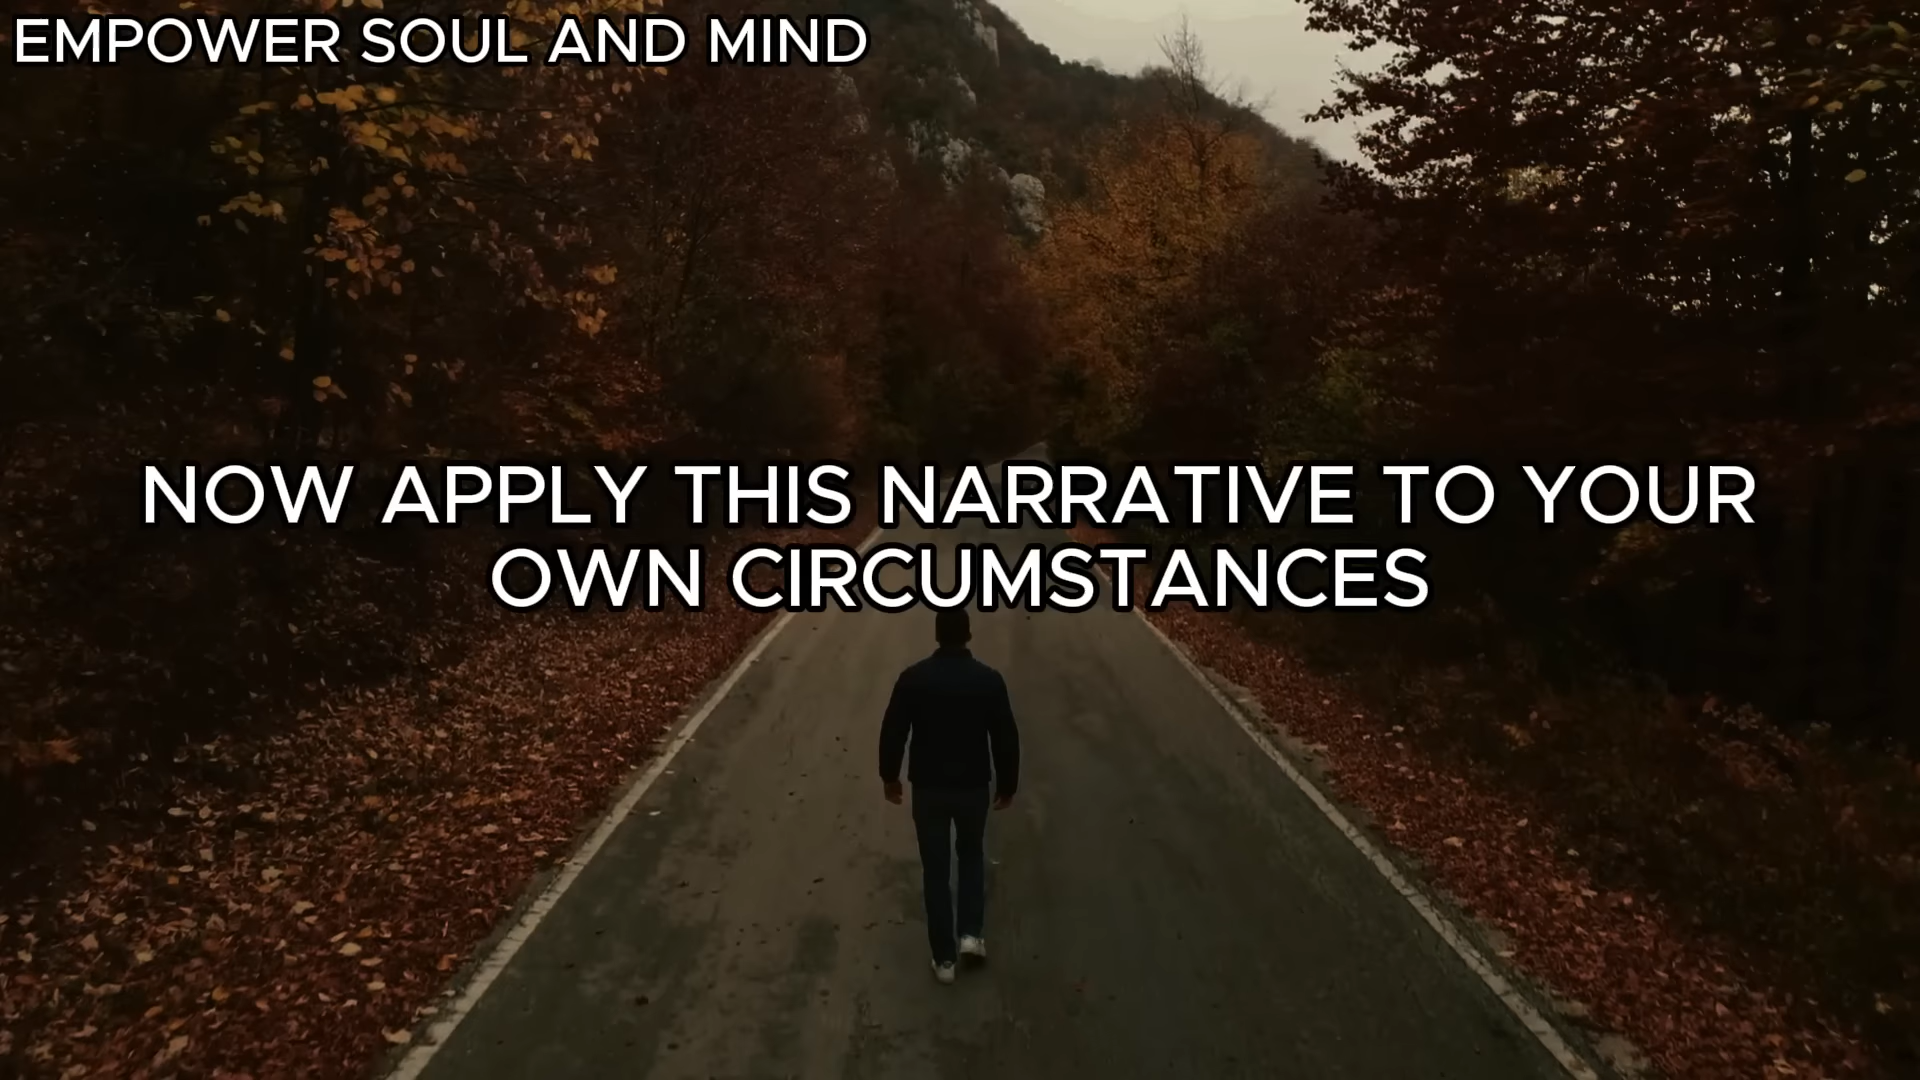 EMPOWER SOUL AND MIND
NOW APPLY THIS NARRATIVE TO YOUR
OWN CIRCUMSTANCES